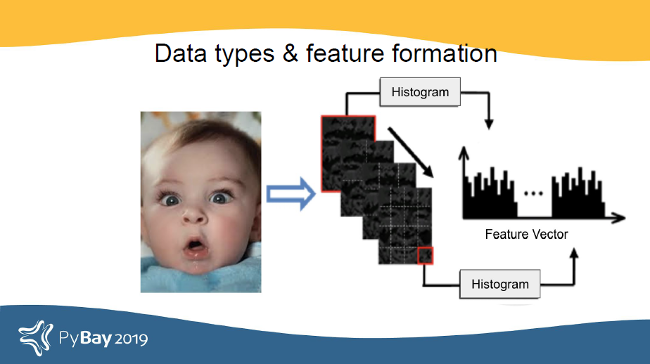 Data types & feature formation
Histogram
Feature Vector
Histogram
PyBay 2019